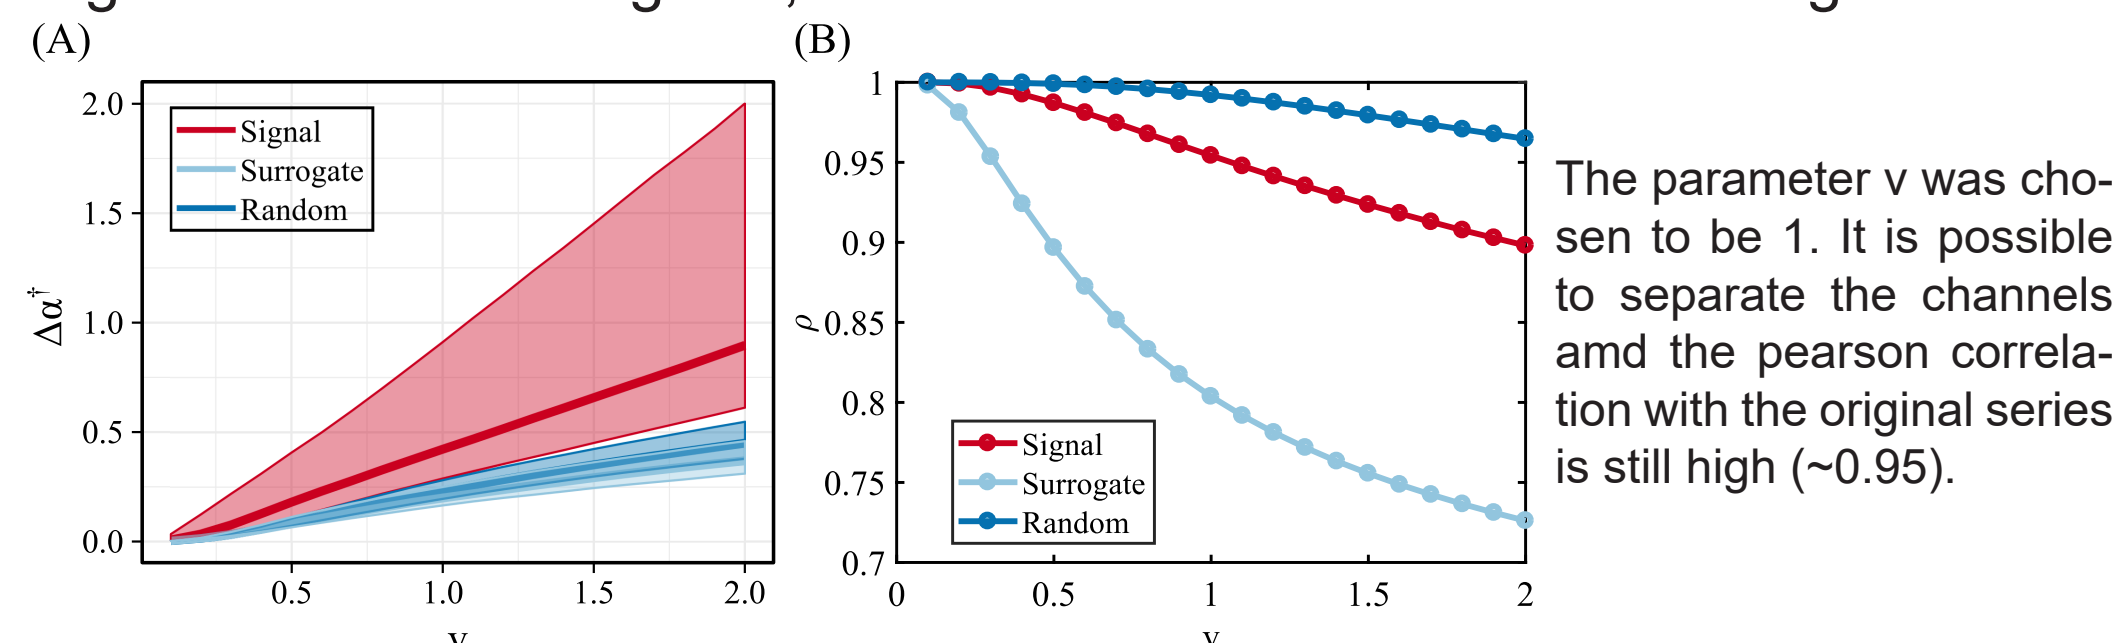 (A)
2.0
1.5
1.0
0.5
0.0
Δα†
Signal
Surrogate
Random
0.5 1.0 1.5 2.0
v
(B)
1
0.95
0.9
0.85
0.8
0.75
0.7
ρ
Signal
Surrogate
Random
0 0.5 1 1.5 2
v
The parameter v was cho-
sen to be 1. It is possible
to separate the channels
amd the pearson correla-
tion with the original series
is still high (~0.95).